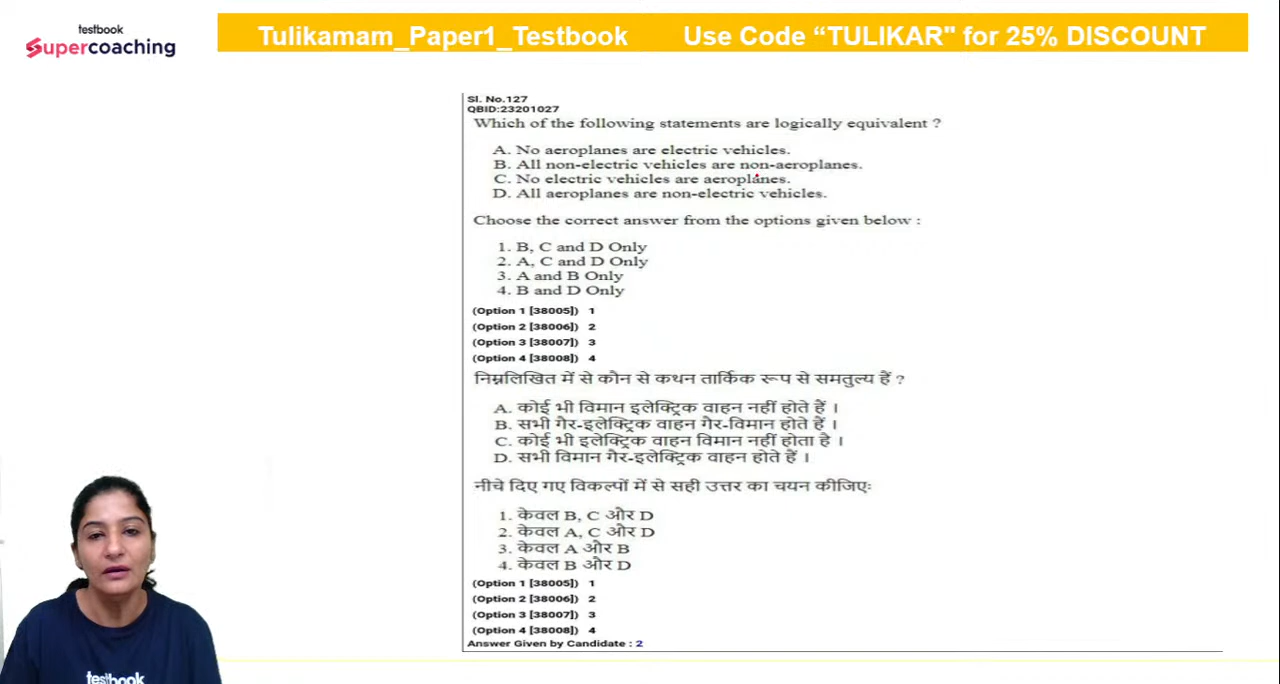 testbook
Supercoaching
Tulikamam_Paper1_Testbook Use Code “TULIKAR" for 25% DISCOUNT
Sl. No.127
QBID:23201027
Which of the following statements are logically equivalent ?
A. No aeroplanes are electric vehicles.
B. All non-electric vehicles are non-aeroplanes.
C. No electric vehicles are aeroplanes.
D. All aeroplanes are non-electric vehicles.
Choose the correct answer from the options given below :
1. B, C and D Only
2. A, C and D Only
3. A and B Only
4. B and D Only
(Option 1 [38005]) 1
(Option 2 [38006]) 2
(Option 3 [38007]) 3
(Option 4 [38008]) 4
निम्नलिखित में से कौन से कथन तार्किक रूप से समतुल्य हैं ?
A. कोई भी विमान इलेक्ट्रिक वाहन नहीं होते हैं ।
B. सभी गैर-इलेक्ट्रिक वाहन गैर-विमान होते हैं ।
C. कोई भी इलेक्ट्रिक वाहन विमान नहीं होता है ।
D. सभी विमान गैर-इलेक्ट्रिक वाहन होते हैं ।
नीचे दिए गए विकल्पों में से सही उत्तर का चयन कीजिए:
1. केवल B, C और D
2. केवल A, C और D
3. केवल A और B
4. केवल B और D
(Option 1 [38005]) 1
(Option 2 [38006]) 2
(Option 3 [38007]) 3
(Option 4 [38008]) 4
Answer Given by Candidate : 2
testbook